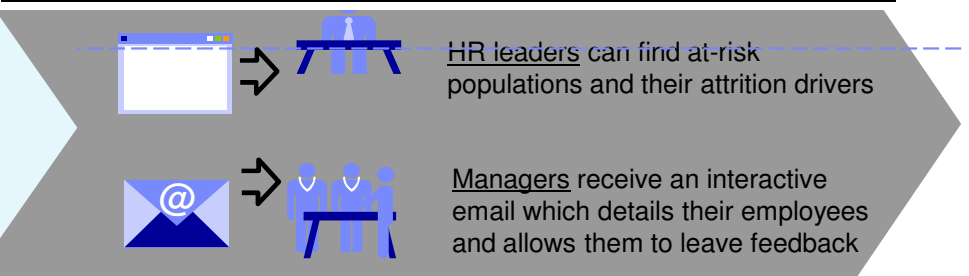 HR leaders can find at-risk
populations and their attrition drivers
@
Managers receive an interactive
email which details their employees
and allows them to leave feedback